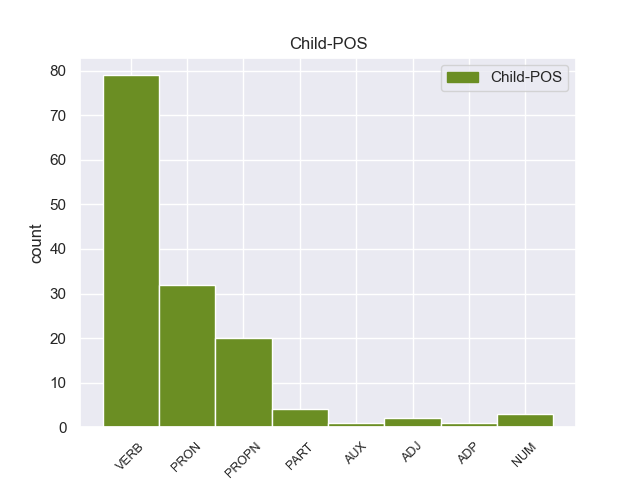 Child-POS
Child-POS
80
70
60
50
40
30
20
10
0
count
VERB
PRON
PROPN
PART
AUX
ADJ
ADP
NUM